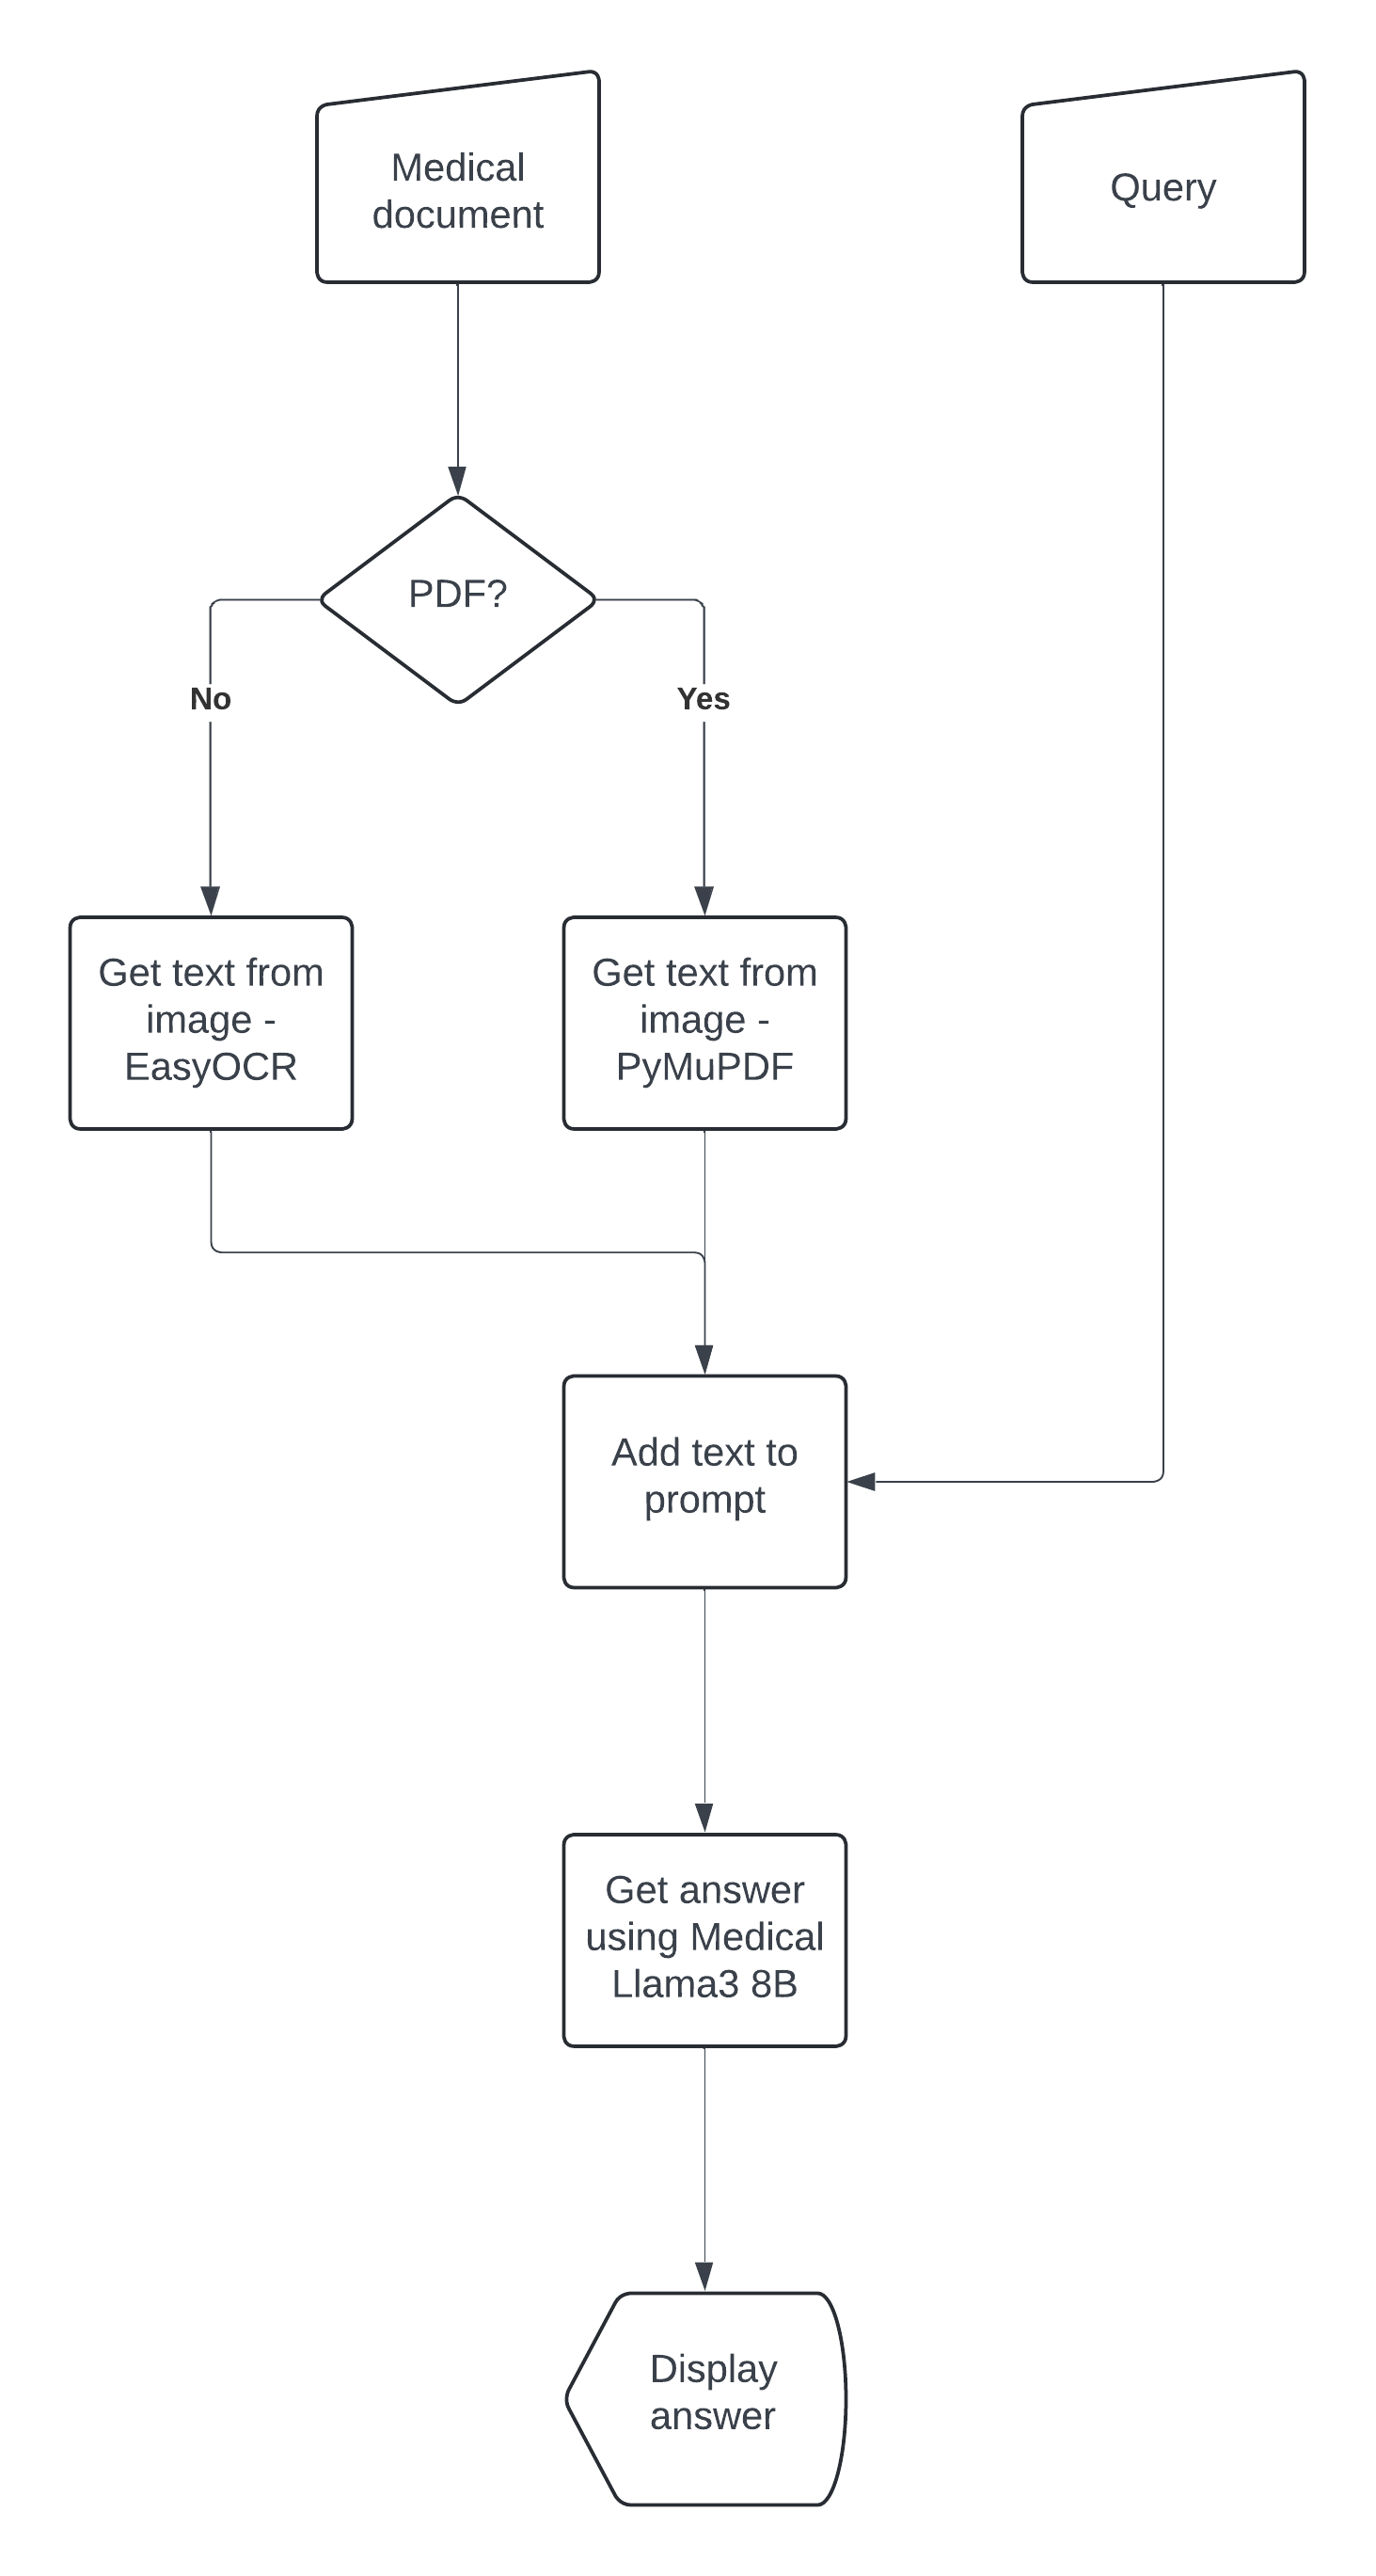 Medical
document
Query
PDF?
No
Yes
Get text from
image -
EasyOCR
Get text from
image -
PyMuPDF
Add text to
prompt
Get answer
using Medical
Llama3 8B
Display
answer